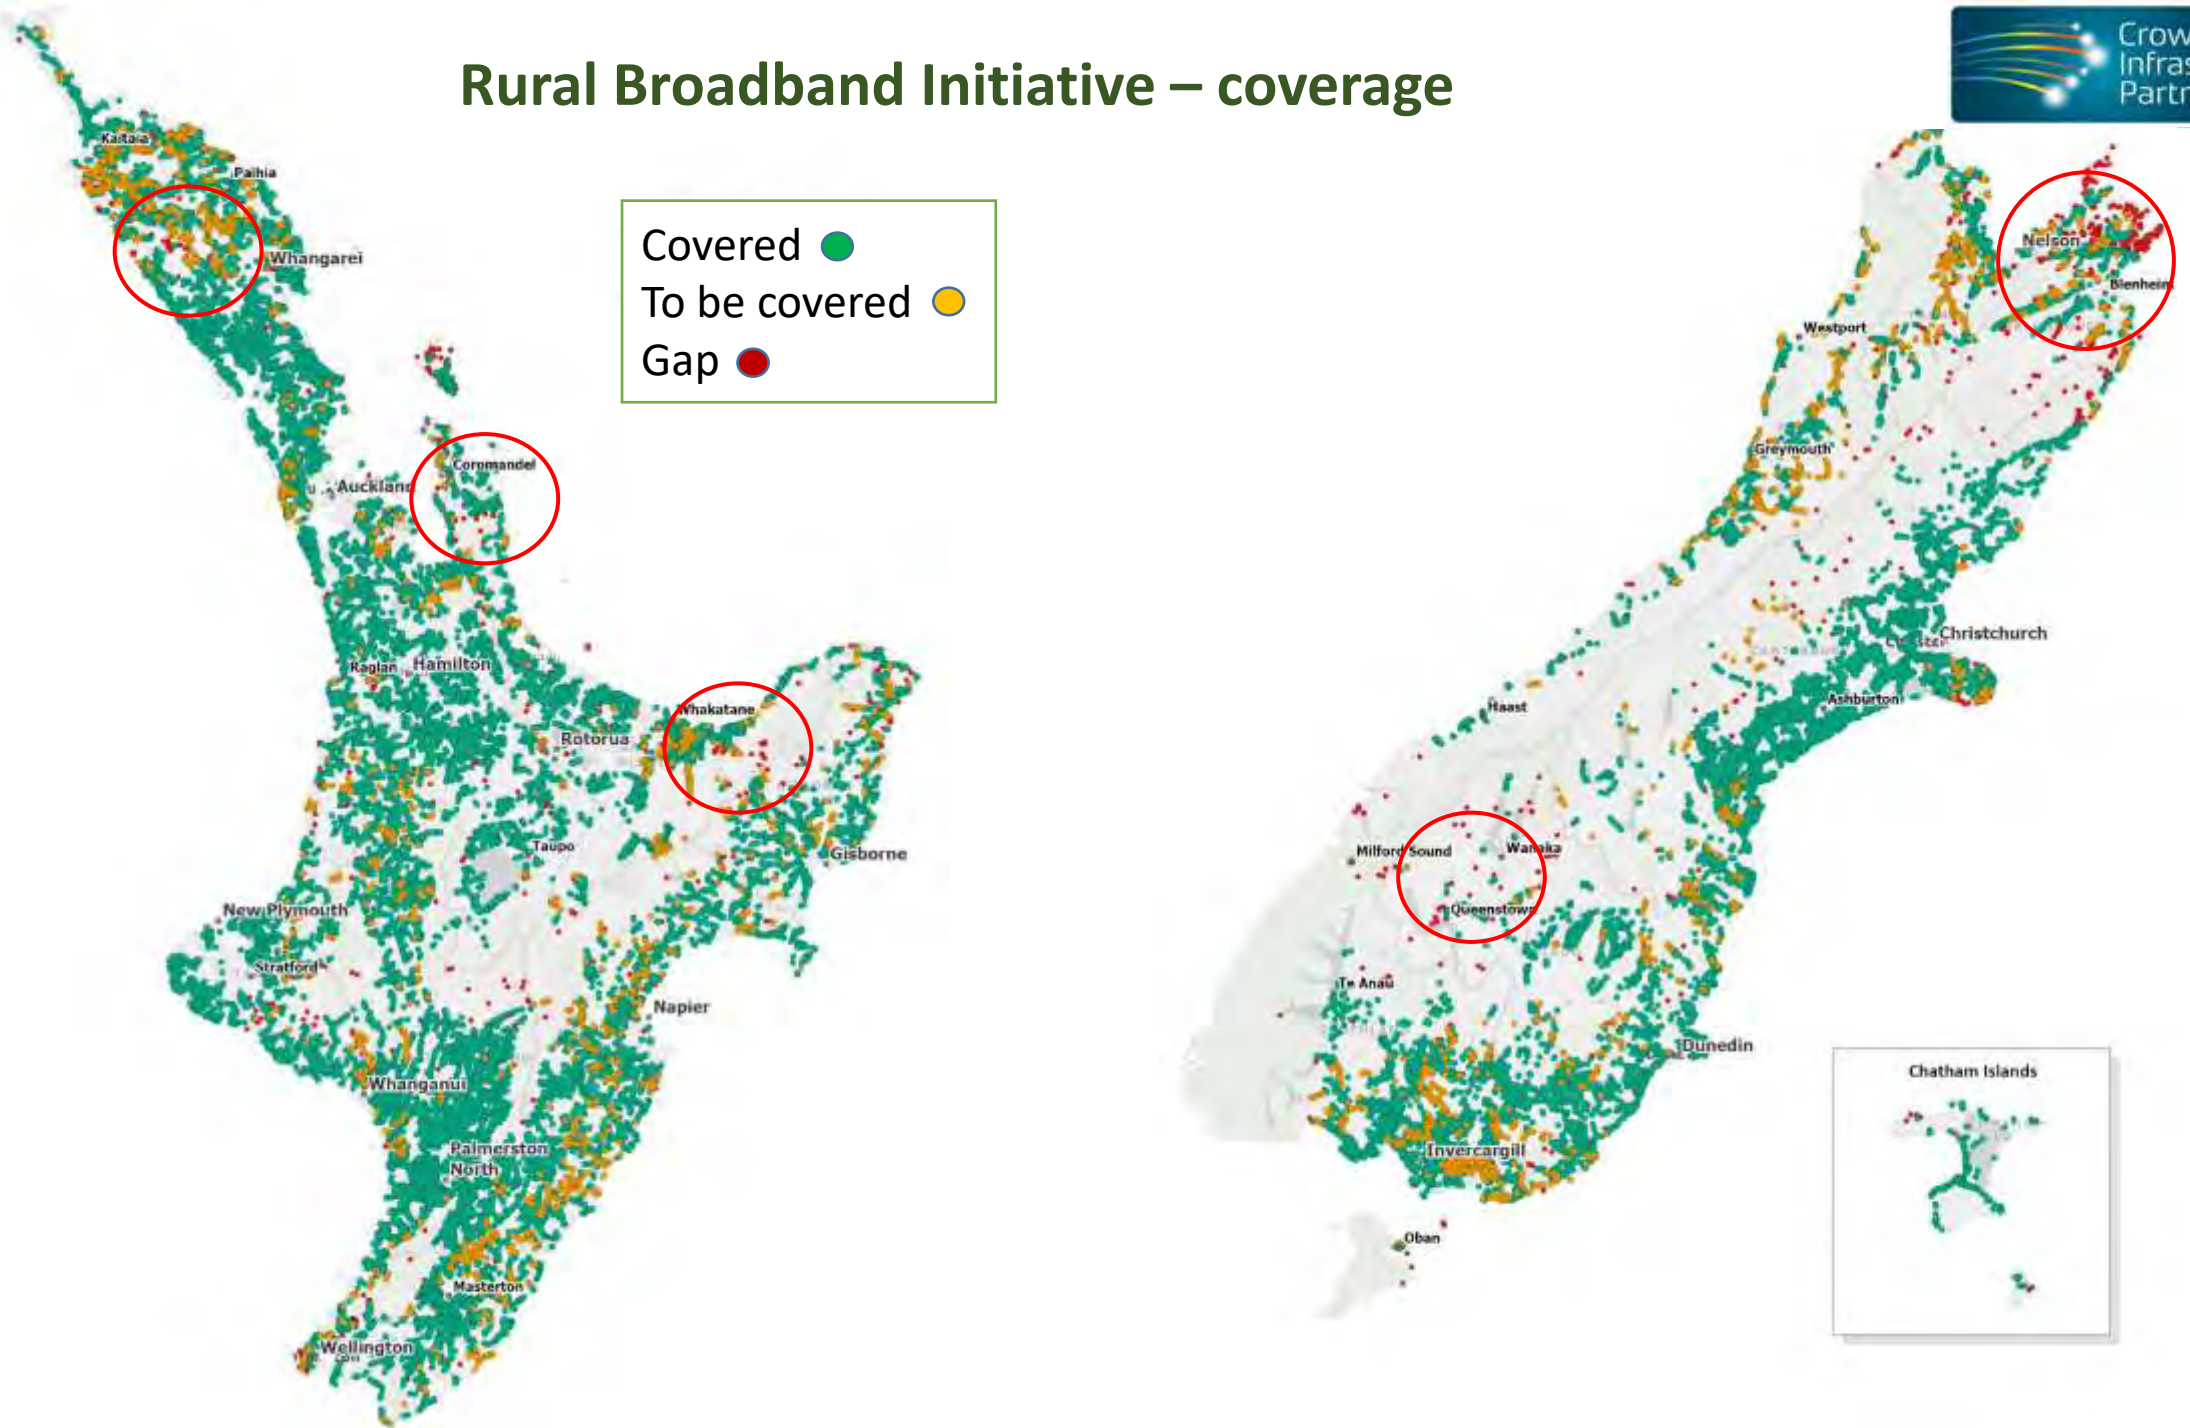 Rural Broadband Initiative – coverage
Crow
Infras
Partn
Covered
To be covered
Gap
Kaitaia
Paihia
Whangarei
Coromandel
Auckland
Raglan
Hamilton
Whakatane
Rotorua
Taupo
Gisborne
New Plymouth
Stratford
Napier
Whanganui
Palmerston
North
Masterton
Wellington
Nelson
Blenheim
Westport
Greymouth
Christchurch
Ashburton
Haast
Milford Sound
Wanaka
Queenstown
Te Anau
Dunedin
Invercargill
Oban
Chatham Islands